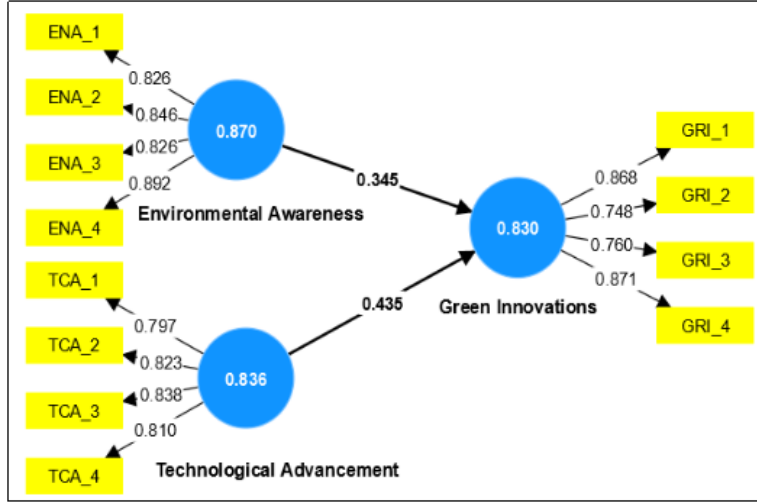 ENA_1
0.826
ENA_2
0.846
ENA_3
0.826
0.892
ENA_4
0.870
Environmental Awareness
0.345
TCA_1
0.797
TCA_2
0.823
TCA_3
0.838
0.810
TCA_4
0.836
Technological Advancement
0.435
0.830
Green Innovations
GRI_1
0.868
GRI_2
0.748
GRI_3
0.760
0.871
GRI_4